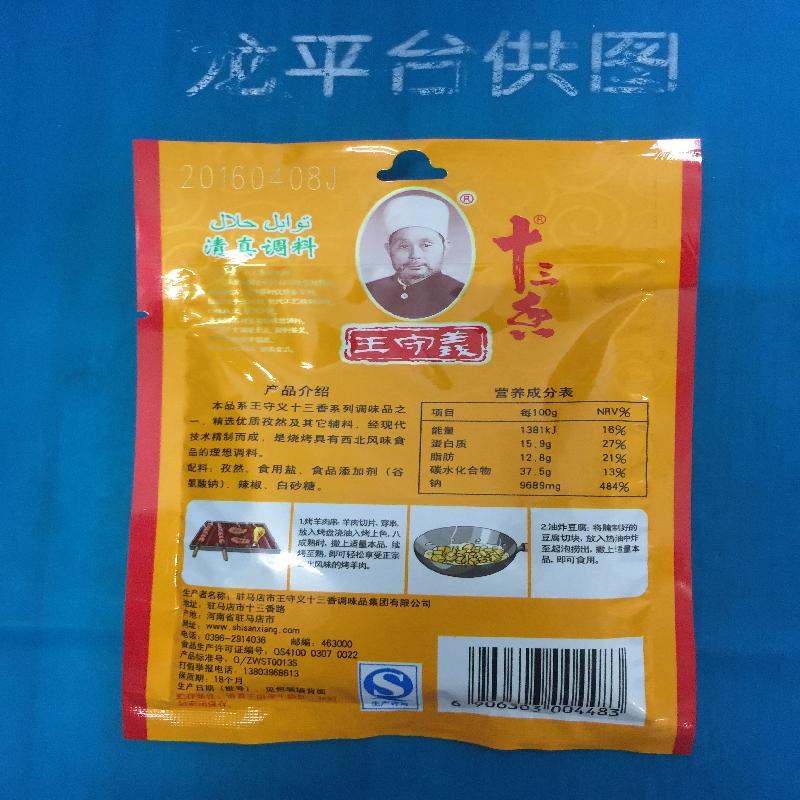 龙平台供图
20160408J
توابل حلال
清真调料
®
十三香®
王守義
产品介绍
本品系王守义十三香系列调味品之
一，精选优质孜然及其它辅料，经现代
技术精制而成，是烧烤具有西北风味食
品的理想调料。
配料：孜然、食用盐、食品添加剂（谷
氨酸钠）、辣椒、白砂糖。
营养成分表
项目 每100g NRV%
能量 1381kJ 16%
蛋白质 15.9g 27%
脂肪 12.8g 21%
碳水化合物 37.5g 13%
钠 9689mg 484%
1.烤羊肉串：羊肉切片，穿串，
放入烤盘浇油入烤上色，八
成熟时，撒上适量本品，续
烤至熟，即可轻松享受正宗
西北风味的烤羊肉。
2.油炸豆腐：将腌制好的
豆腐切块，放入热油中炸
至起泡捞出，撒上适量本
品，即可食用。
生产者名称：驻马店市王守义十三香调味品集团有限公司
地址：驻马店市十三香路
产地：河南省驻马店市
网址：www.shisanxiang.com
电话：0396-2914036 邮编：463000
食品生产许可证编号：QS4100 0307 0022
产品标准号：Q/ZWST0013S
打假举报电话：13803968613
保质期：18个月
生产日期（批号）：见包装袋背面
生产许可
6 906303 004483